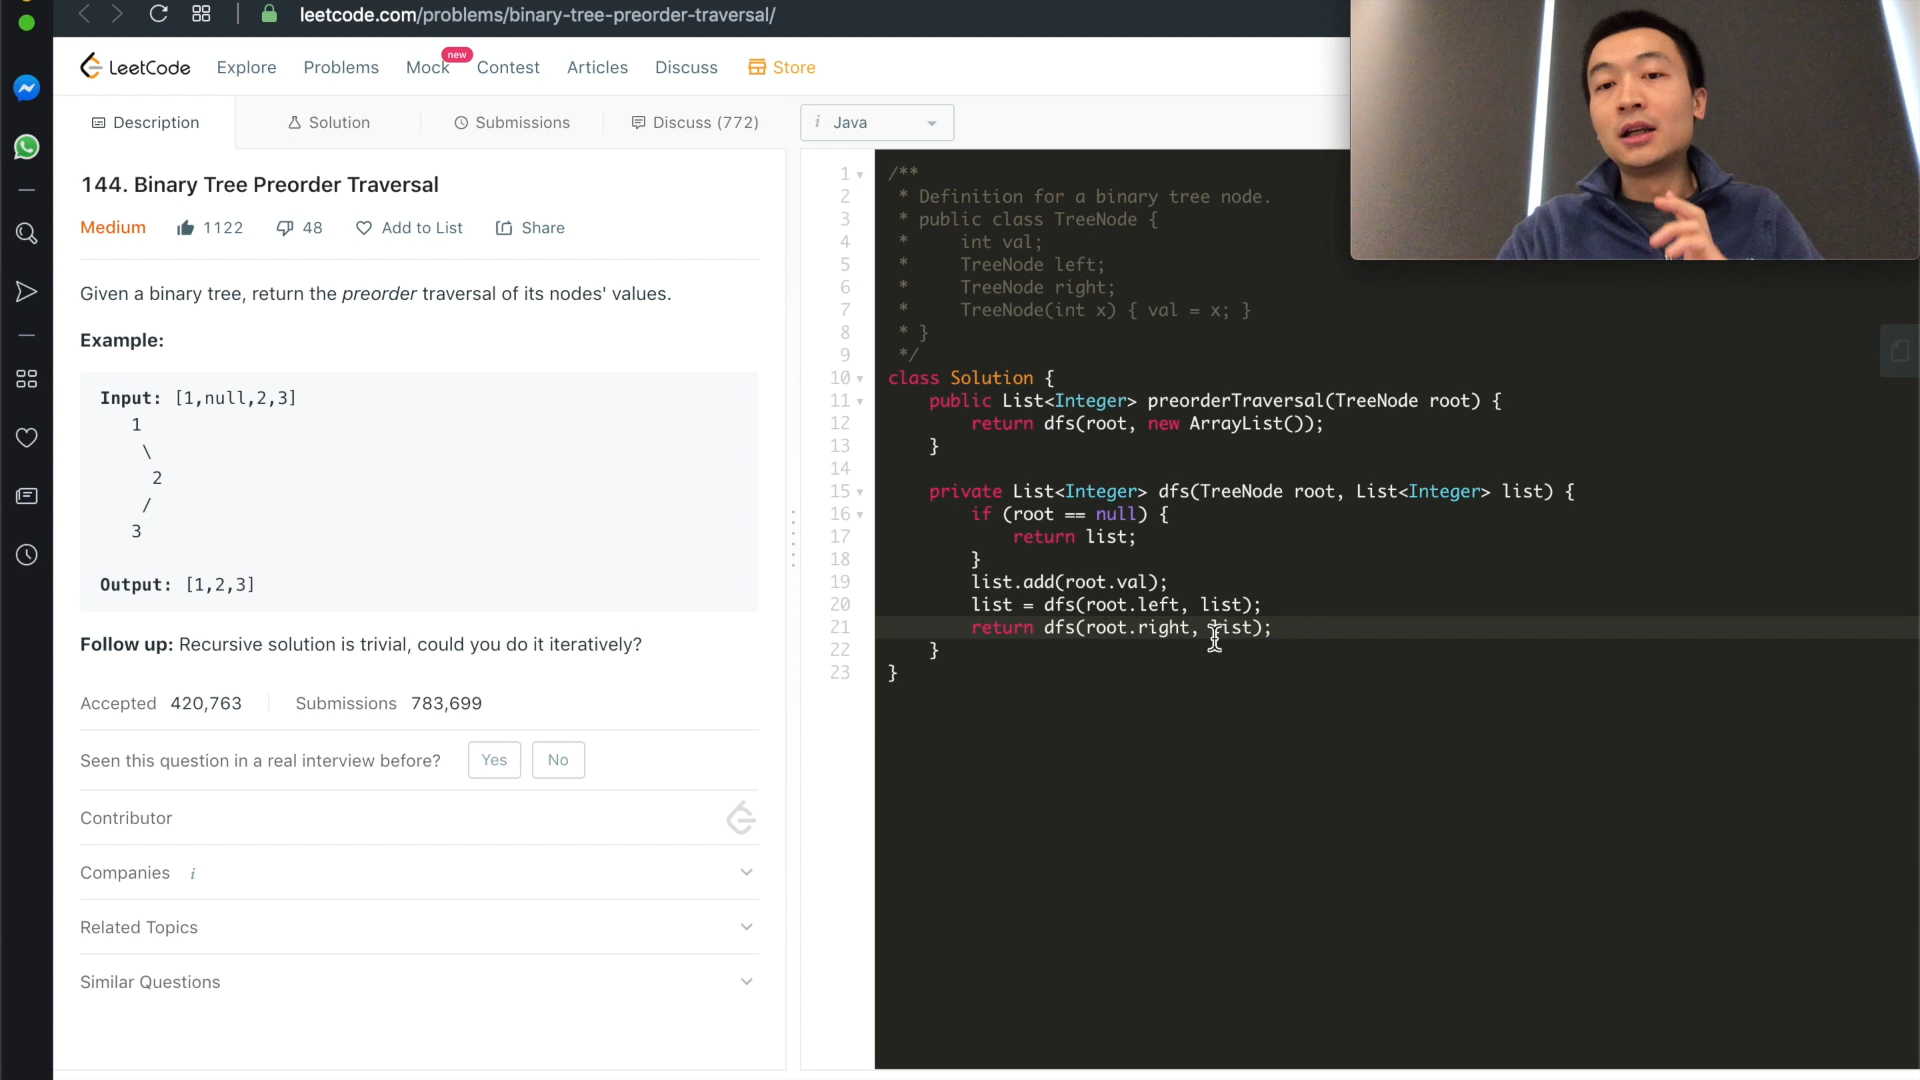 leetcode.com/problems/binary-tree-preorder-traversal/
LeetCode Explore Problems Mock new Contest Articles Discuss Store
Description Solution Submissions Discuss (772)
i Java
144. Binary Tree Preorder Traversal
Medium 1122 48 Add to List Share
Given a binary tree, return the preorder traversal of its nodes' values.
Example:
Input: [1,null,2,3]
1
\
2
/
3
Output: [1,2,3]
Follow up: Recursive solution is trivial, could you do it iteratively?
Accepted 420,763 Submissions 783,699
Seen this question in a real interview before? Yes No
Contributor
Companies i
Related Topics
Similar Questions
1 /**
2  * Definition for a binary tree node.
3  * public class TreeNode {
4  *     int val;
5  *     TreeNode left;
6  *     TreeNode right;
7  *     TreeNode(int x) { val = x; }
8  * }
9  */
10 class Solution {
11     public List<Integer> preorderTraversal(TreeNode root) {
12         return dfs(root, new ArrayList());
13     }
14
15     private List<Integer> dfs(TreeNode root, List<Integer> list) {
16         if (root == null) {
17             return list;
18         }
19         list.add(root.val);
20         list = dfs(root.left, list);
21         return dfs(root.right, list);
22     }
23 }